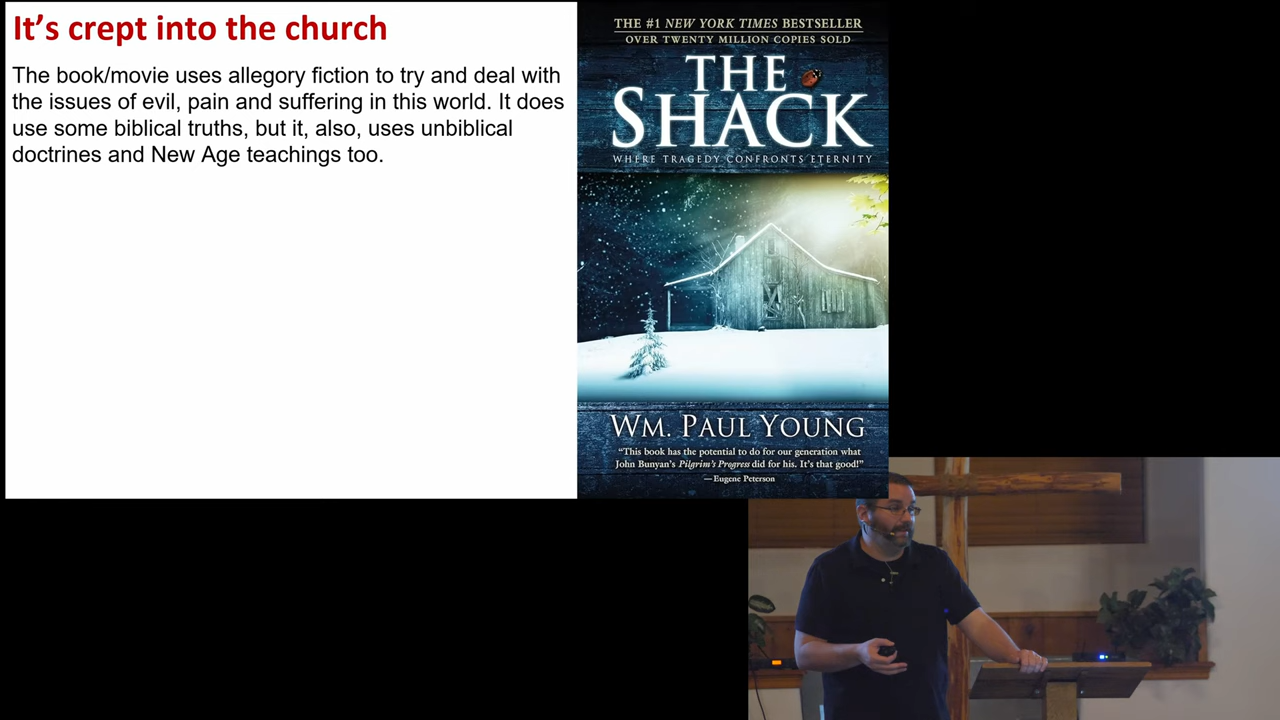 It's crept into the church
The book/movie uses allegory fiction to try and deal with
the issues of evil, pain and suffering in this world. It does
use some biblical truths, but it, also, uses unbiblical
doctrines and New Age teachings too.
THE #1 NEW YORK TIMES BESTSELLER
OVER TWENTY MILLION COPIES SOLD
THE
SHACK
WHERE TRAGEDY CONFRONTS ETERNITY
WM. PAUL YOUNG
“This book has the potential to do for our generation what
John Bunyan’s Pilgrim’s Progress did for his. It’s that good!”
—Eugene Peterson